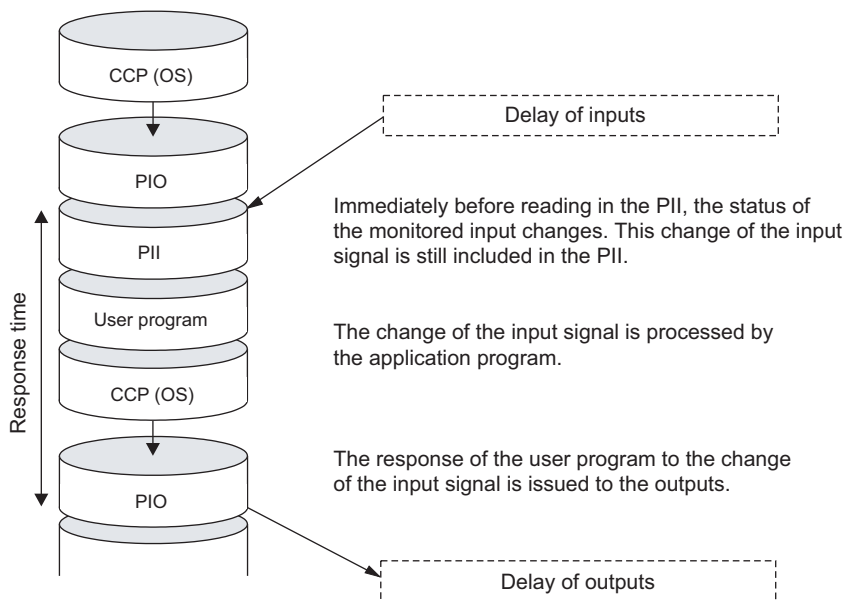 CCP (OS)
Delay of inputs
PIO
Immediately before reading in the PII, the status of
the monitored input changes. This change of the input
signal is still included in the PII.
PII
User program
The change of the input signal is processed by
the application program.
CCP (OS)
Response time
The response of the user program to the change
of the input signal is issued to the outputs.
PIO
Delay of outputs